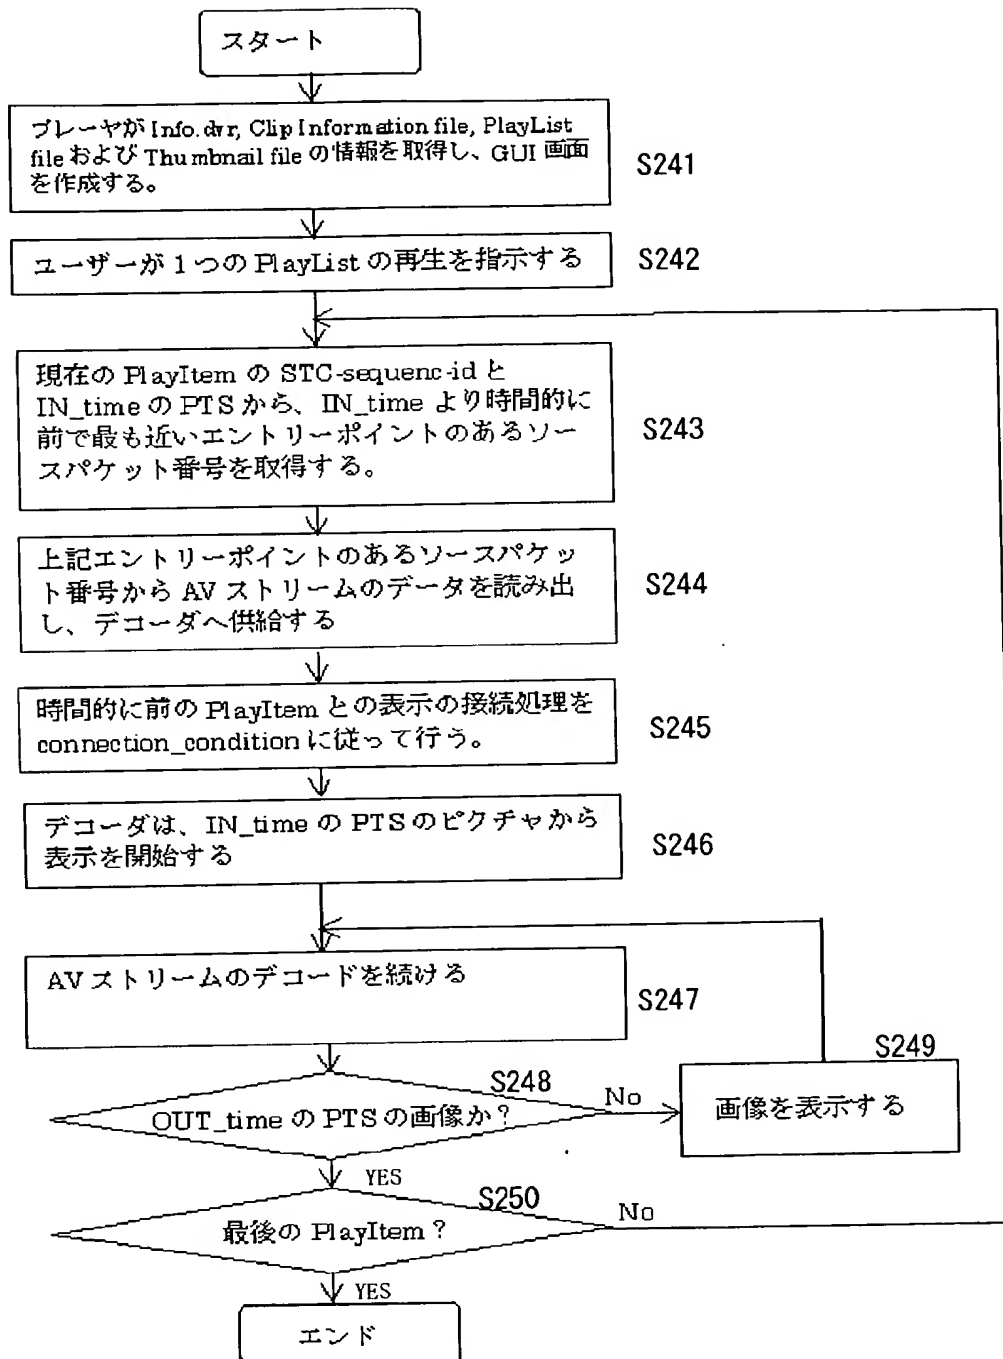 スタート
プレーヤが Info.dvr, Clip Information file, PlayList
file および Thumbnail file の情報を取得し、GUI 画面
を作成する。
S241
ユーザーが 1 つの PlayList の再生を指示する
S242
現在の PlayItem の STC-sequenc-id と
IN_time の PTS から、IN_time より時間的に
前で最も近いエントリーポイントのあるソー
スパケット番号を取得する。
S243
上記エントリーポイントのあるソースパケッ
ト番号から AV ストリームのデータを読み出
し、デコーダへ供給する
S244
時間的に前の PlayItem との表示の接続処理を
connection_condition に従って行う。
S245
デコーダは、IN_time の PTS のピクチャから
表示を開始する
S246
AV ストリームのデコードを続ける
S247
S248
OUT_time の PTS の画像か?
No
S249
画像を表示する
YES
S250
最後の PlayItem ?
No
YES
エンド